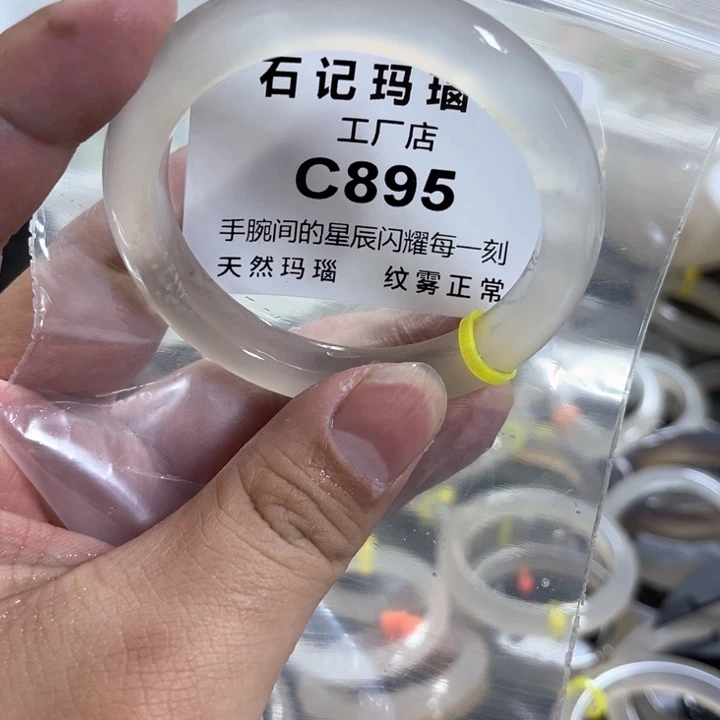 石记玛瑙
工厂店
C895
手腕间的星辰闪耀每一刻
天然玛瑙 纹雾正常